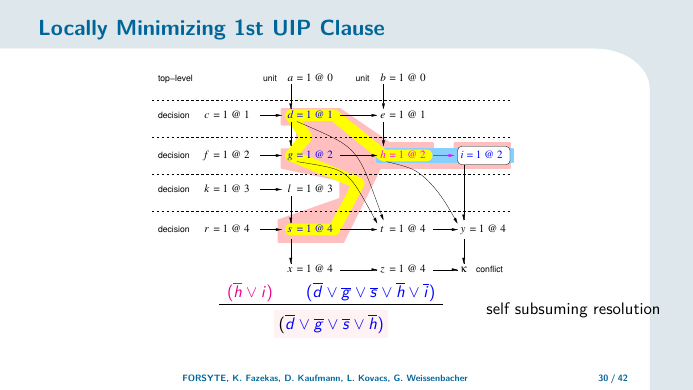 Locally Minimizing 1st UIP Clause
top−level unit a = 1 @ 0 unit b = 1 @ 0
decision c = 1 @ 1 d = 1 @ 1 e = 1 @ 1
decision f = 1 @ 2 g = 1 @ 2 h = 1 @ 2 i = 1 @ 2
decision k = 1 @ 3 l = 1 @ 3
decision r = 1 @ 4 s = 1 @ 4 t = 1 @ 4 y = 1 @ 4
x = 1 @ 4 z = 1 @ 4 κ conflict
(h̅ ∨ i) (d̅ ∨ g̅ ∨ s̅ ∨ h̅ ∨ i̅)
self subsuming resolution
(d̅ ∨ g̅ ∨ s̅ ∨ h̅)
FORSYTE, K. Fazekas, D. Kaufmann, L. Kovacs, G. Weissenbacher 30 / 42